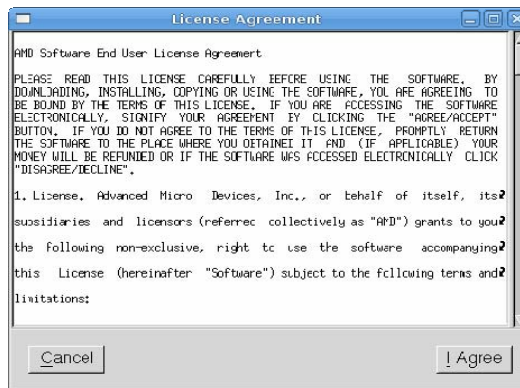 License Agreement
AMD Software End User License Agreement
PLEASE READ THIS LICENSE CAREFULLY BEFORE USING THE SOFTWARE. BY
DOWNLOADING, INSTALLING, COPYING OR USING THE SOFTWARE, YOU ARE AGREEING TO
BE BOUND BY THE TERMS OF THIS LICENSE. IF YOU ARE ACCESSING THE SOFTWARE
ELECTRONICALLY, SIGNIFY YOUR AGREEMENT BY CLICKING THE "AGREE/ACCEPT"
BUTTON. IF YOU DO NOT AGREE TO THE TERMS OF THIS LICENSE, PROMPTLY RETURN
THE SOFTWARE TO THE PLACE WHERE YOU OBTAINED IT AND (IF APPLICABLE) YOUR
MONEY WILL BE REFUNDED OR IF THE SOFTWARE WAS ACCESSED ELECTRONICALLY CLICK
"DISAGREE/DECLINE".
1. License. Advanced Micro Devices, Inc., or behalf of itself, its
subsidiaries and licensors (referred collectively as "AMD") grants to you
the following non-exclusive, right to use the software accompanying
this License (hereinafter "Software") subject to the following terms and
limitations:
Cancel
I Agree